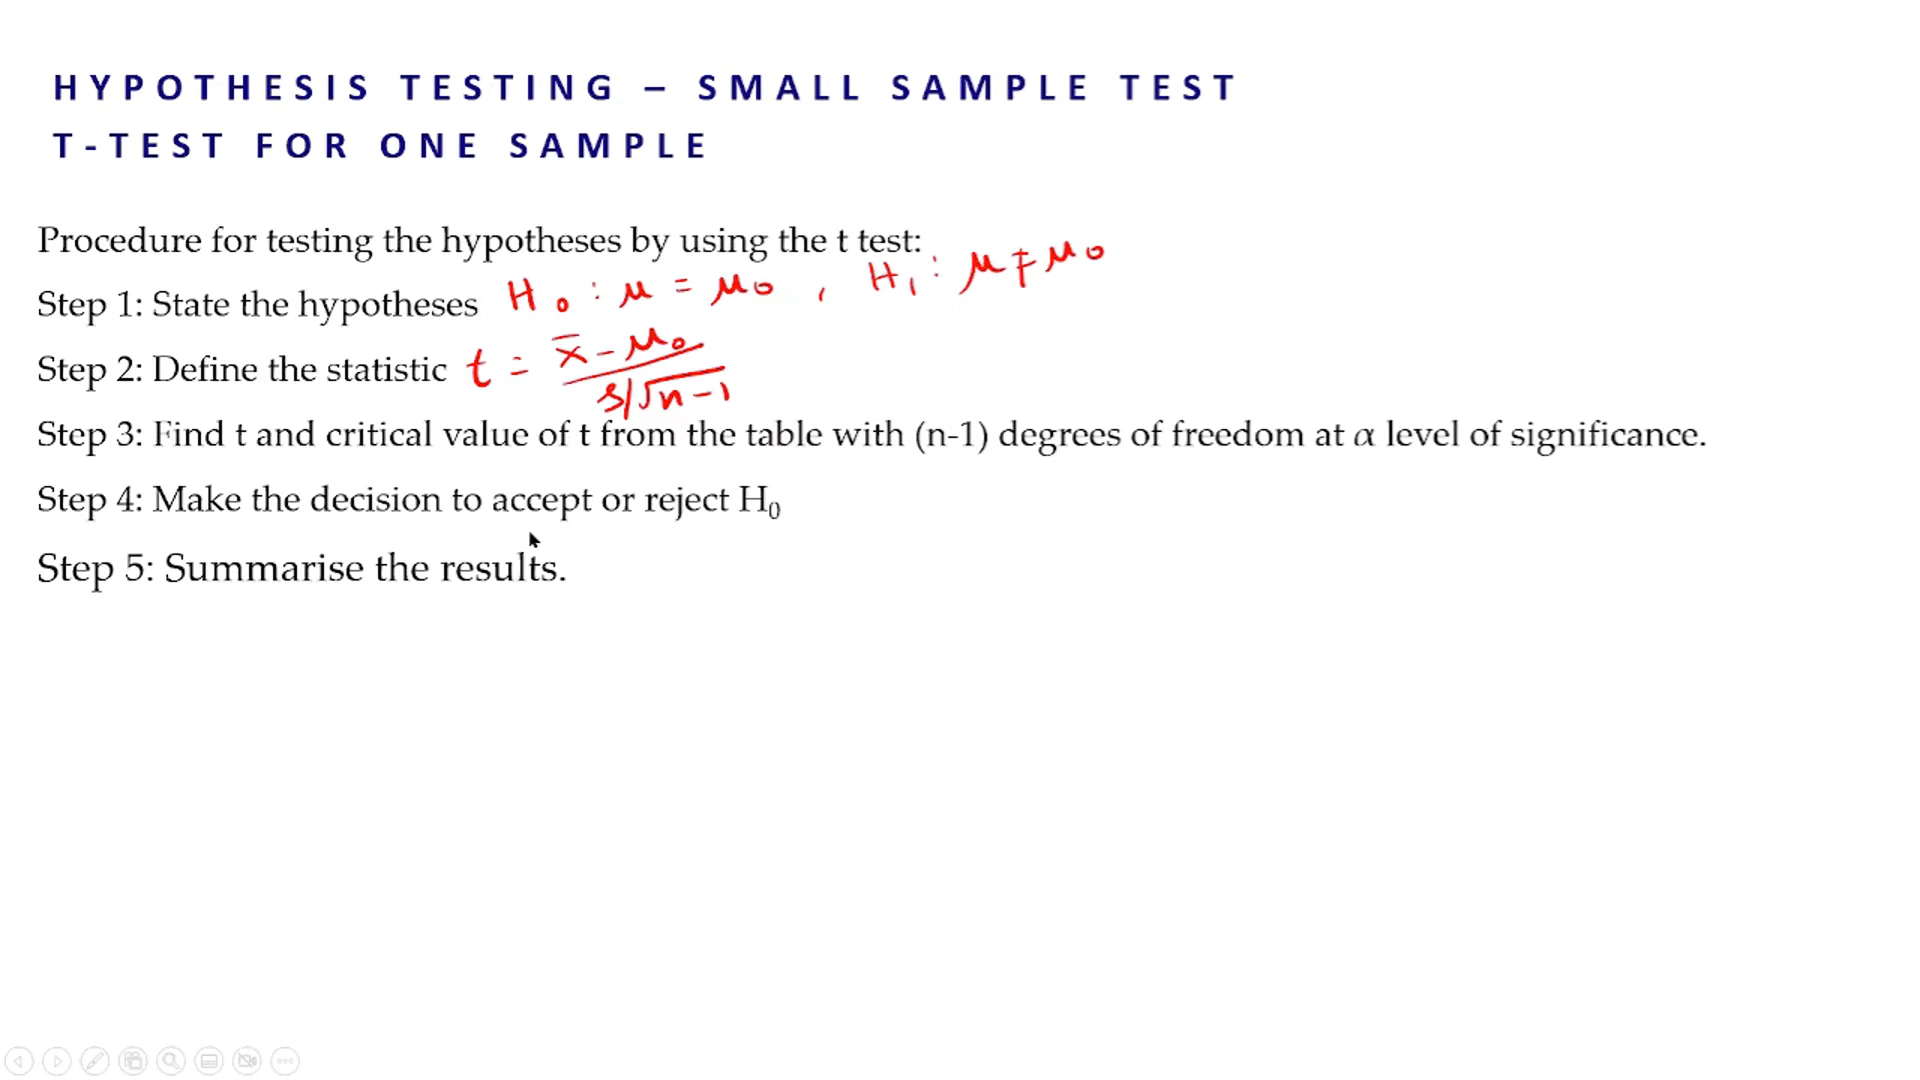 HYPOTHESIS TESTING – SMALL SAMPLE TEST
T-TEST FOR ONE SAMPLE
Procedure for testing the hypotheses by using the t test:
Step 1: State the hypotheses H₀ : μ = μ₀ , H₁ : μ ≠ μ₀
Step 2: Define the statistic t = (x̄ – μ₀) / (s/√(n–1))
Step 3: Find t and critical value of t from the table with (n-1) degrees of freedom at α level of significance.
Step 4: Make the decision to accept or reject H₀
Step 5: Summarise the results.